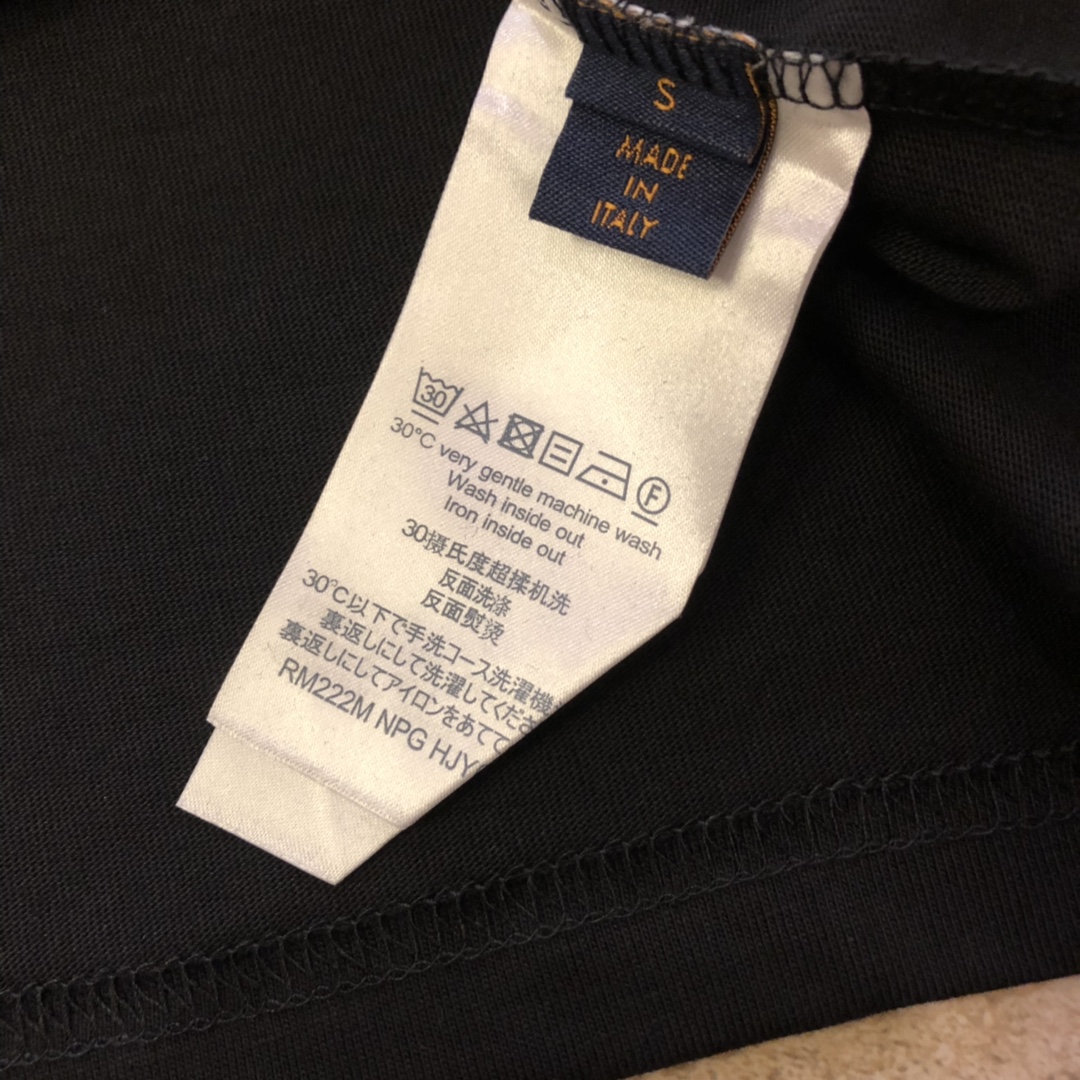 S
MADE
IN
ITALY
30
F
30°C very gentle machine wash
Wash inside out
Iron inside out
30摄氏度超揉机洗
反面洗涤
反面熨烫
30℃以下で手洗コース洗濯機
裏返しにして洗濯してくださ
裏返しにしてアイロンをあてて
RM222M NPG HJY